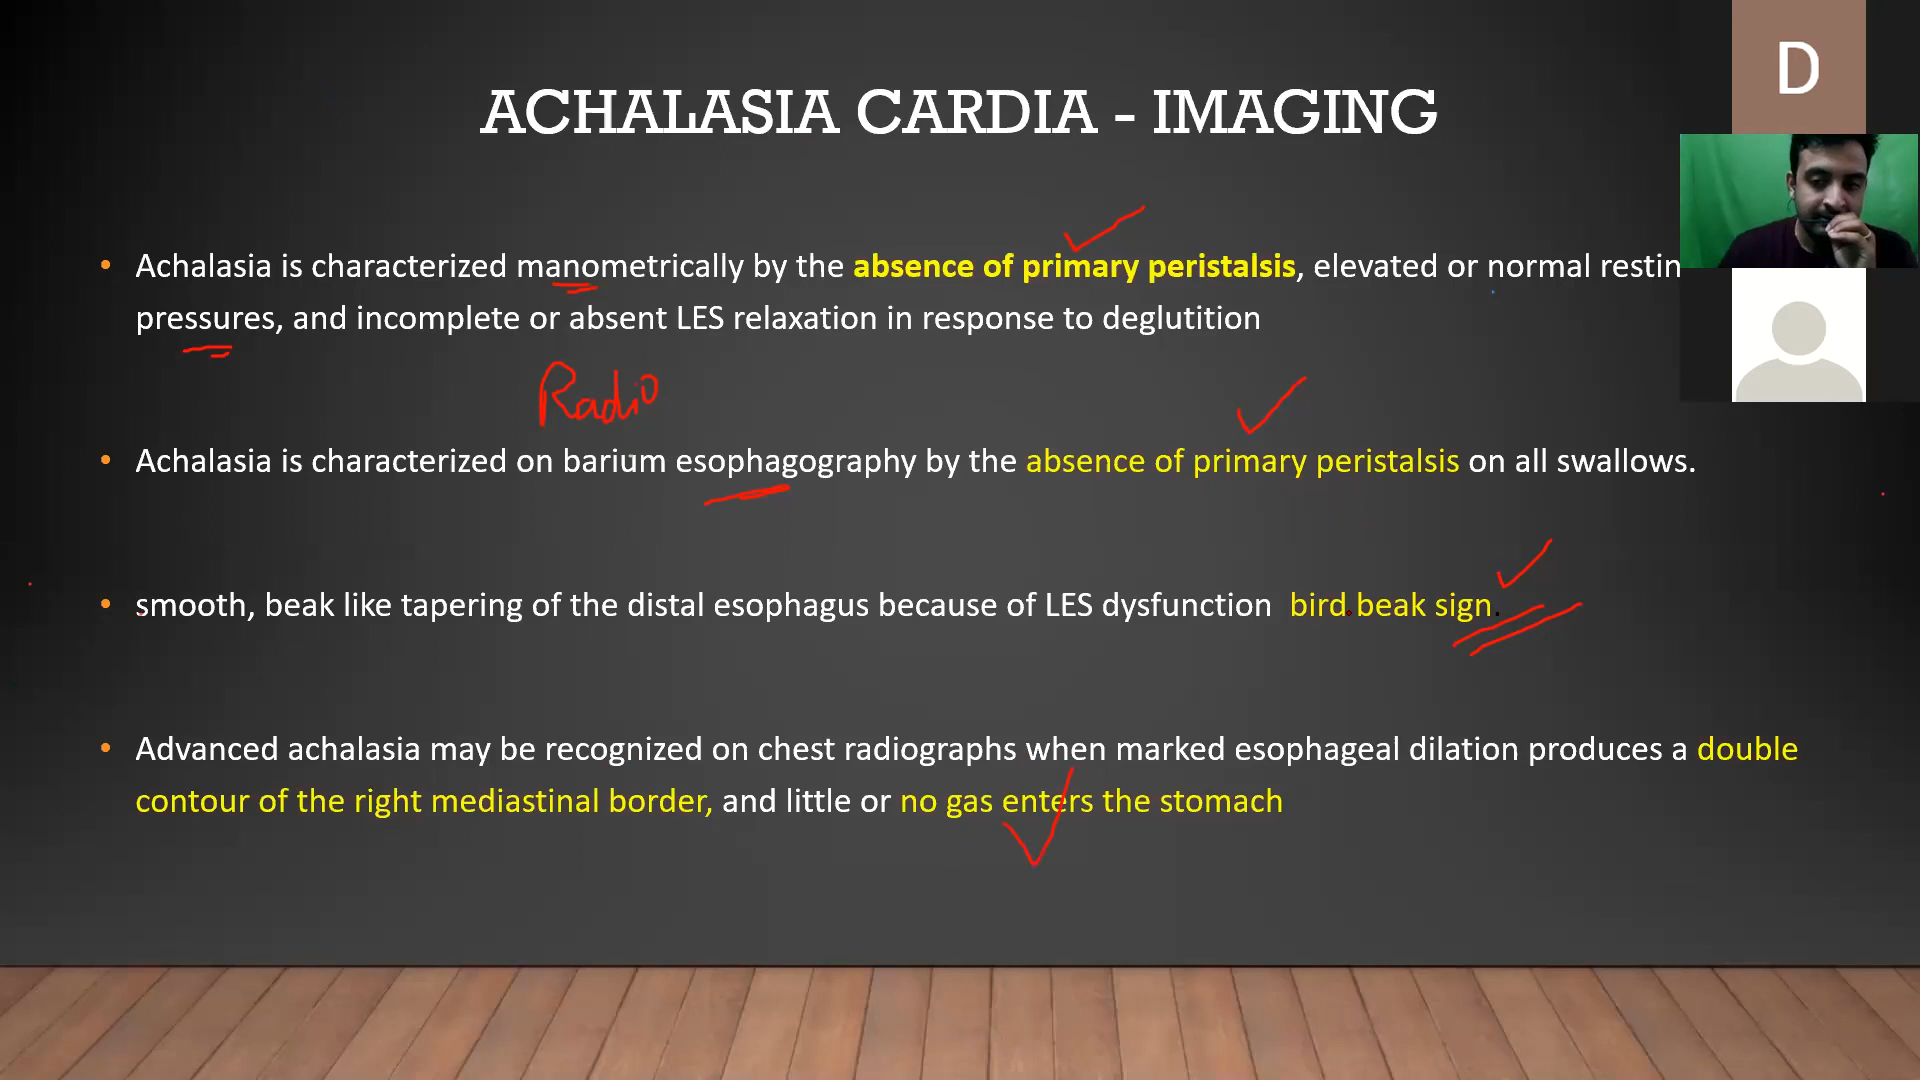 D
ACHALASIA CARDIA - IMAGING
• Achalasia is characterized manometrically by the absence of primary peristalsis, elevated or normal restin
pressures, and incomplete or absent LES relaxation in response to deglutition
Radio
• Achalasia is characterized on barium esophagography by the absence of primary peristalsis on all swallows.
• smooth, beak like tapering of the distal esophagus because of LES dysfunction bird beak sign.
• Advanced achalasia may be recognized on chest radiographs when marked esophageal dilation produces a double
contour of the right mediastinal border, and little or no gas enters the stomach